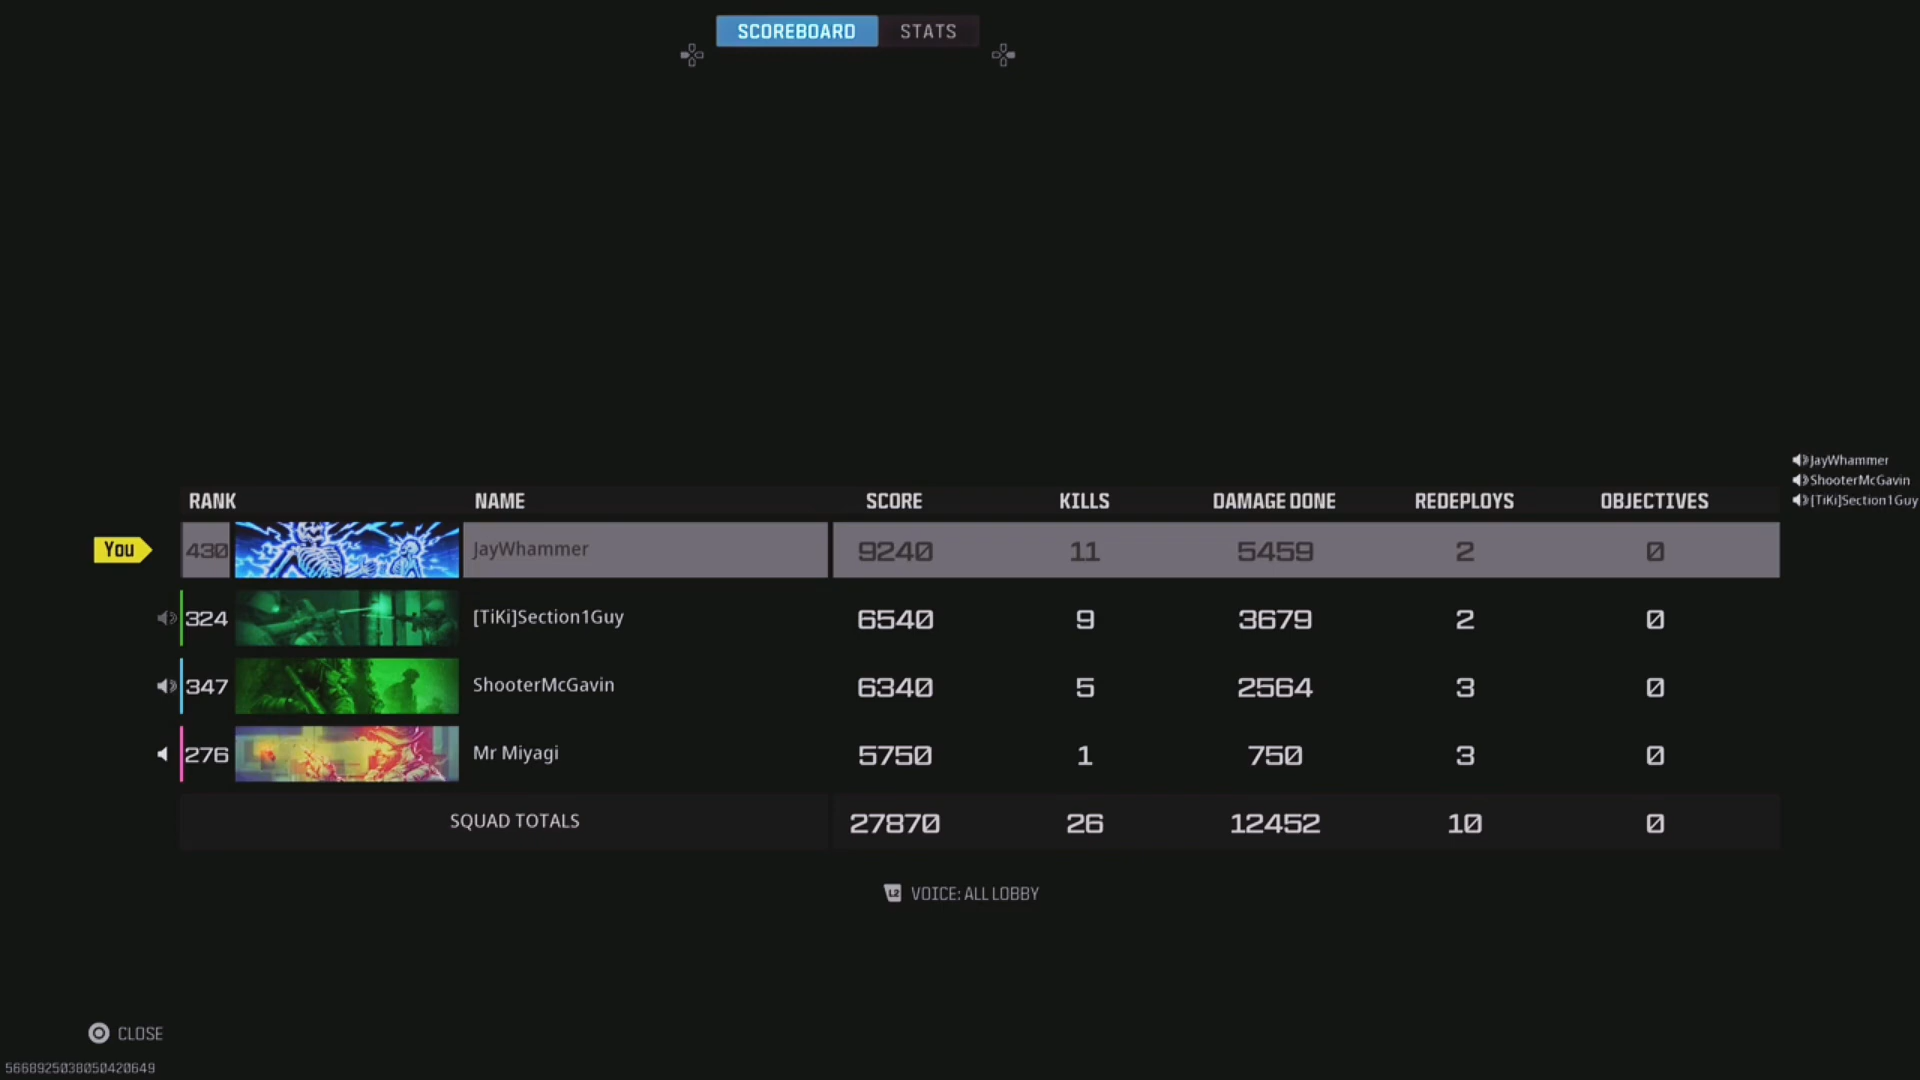 SCOREBOARD STATS
JayWhammer
ShooterMcGavin
[TiKi]Section1Guy
RANK NAME SCORE KILLS DAMAGE DONE REDEPLOYS OBJECTIVES
You 430 JayWhammer 9240 11 5459 2 0
324 [TiKi]Section1Guy 6540 9 3679 2 0
347 ShooterMcGavin 6340 5 2564 3 0
276 Mr Miyagi 5750 1 750 3 0
SQUAD TOTALS 27870 26 12452 10 0
L2 VOICE: ALL LOBBY
CLOSE
5668925038050420649